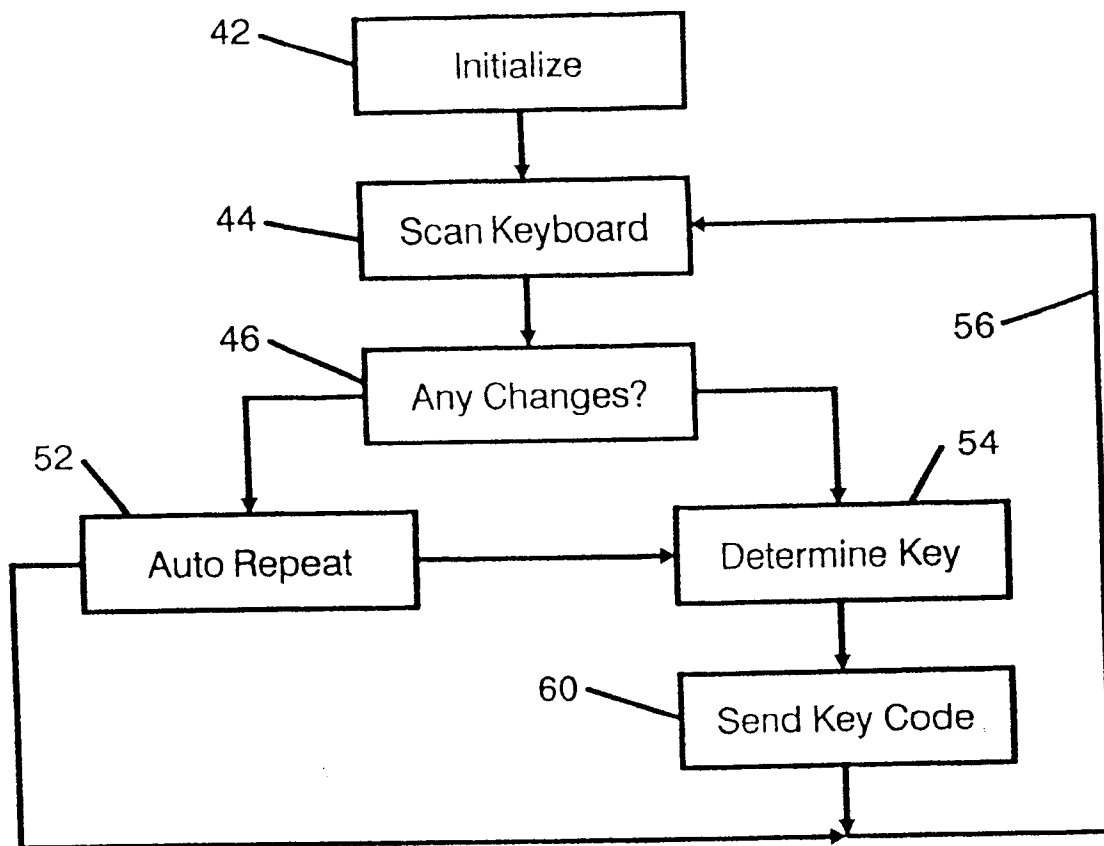 42
Initialize
44
Scan Keyboard
56
46
Any Changes?
52
54
Auto Repeat
Determine Key
60
Send Key Code